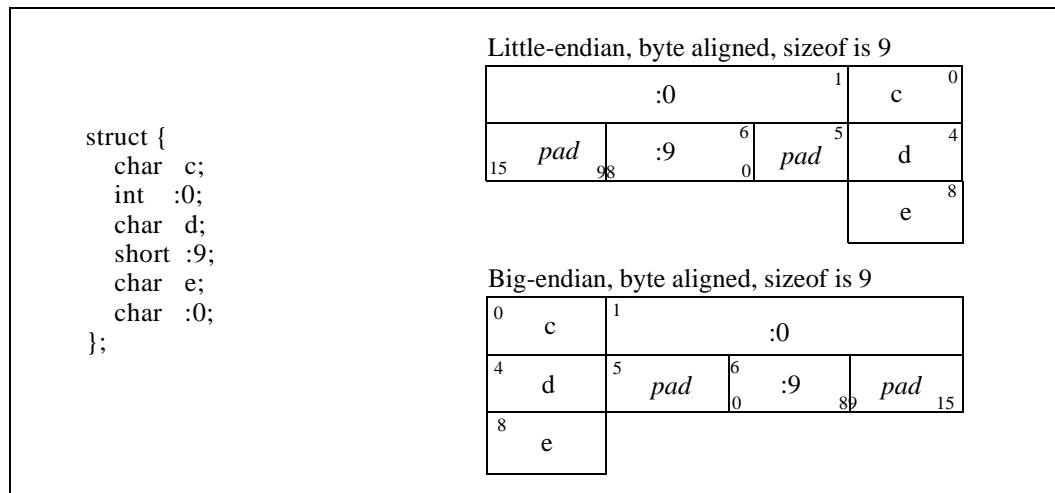 struct {
char c;
int :0;
char d;
short :9;
char e;
char :0;
};
Little-endian, byte aligned, sizeof is 9
:0 1 c 0
15 pad 9 8 :9 6 0 pad 5 d 4
e 8
Big-endian, byte aligned, sizeof is 9
0 c 1 :0
4 d 5 pad 6 0 :9 8 9 pad 15
8 e